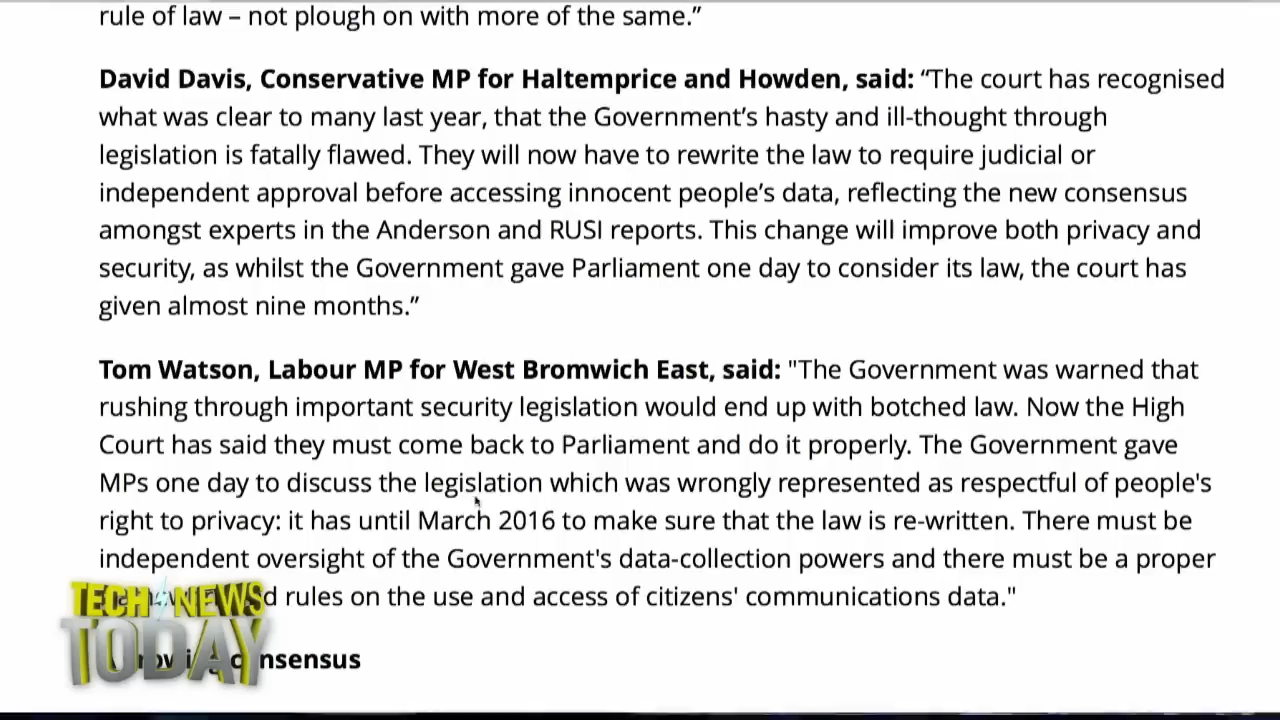 rule of law – not plough on with more of the same.”
David Davis, Conservative MP for Haltemprice and Howden, said: “The court has recognised
what was clear to many last year, that the Government’s hasty and ill-thought through
legislation is fatally flawed. They will now have to rewrite the law to require judicial or
independent approval before accessing innocent people’s data, reflecting the new consensus
amongst experts in the Anderson and RUSI reports. This change will improve both privacy and
security, as whilst the Government gave Parliament one day to consider its law, the court has
given almost nine months.”
Tom Watson, Labour MP for West Bromwich East, said: "The Government was warned that
rushing through important security legislation would end up with botched law. Now the High
Court has said they must come back to Parliament and do it properly. The Government gave
MPs one day to discuss the legislation which was wrongly represented as respectful of people's
right to privacy: it has until March 2016 to make sure that the law is re-written. There must be
independent oversight of the Government's data-collection powers and there must be a proper
rules on the use and access of citizens' communications data."
TECH NEWS
TODAY
consensus